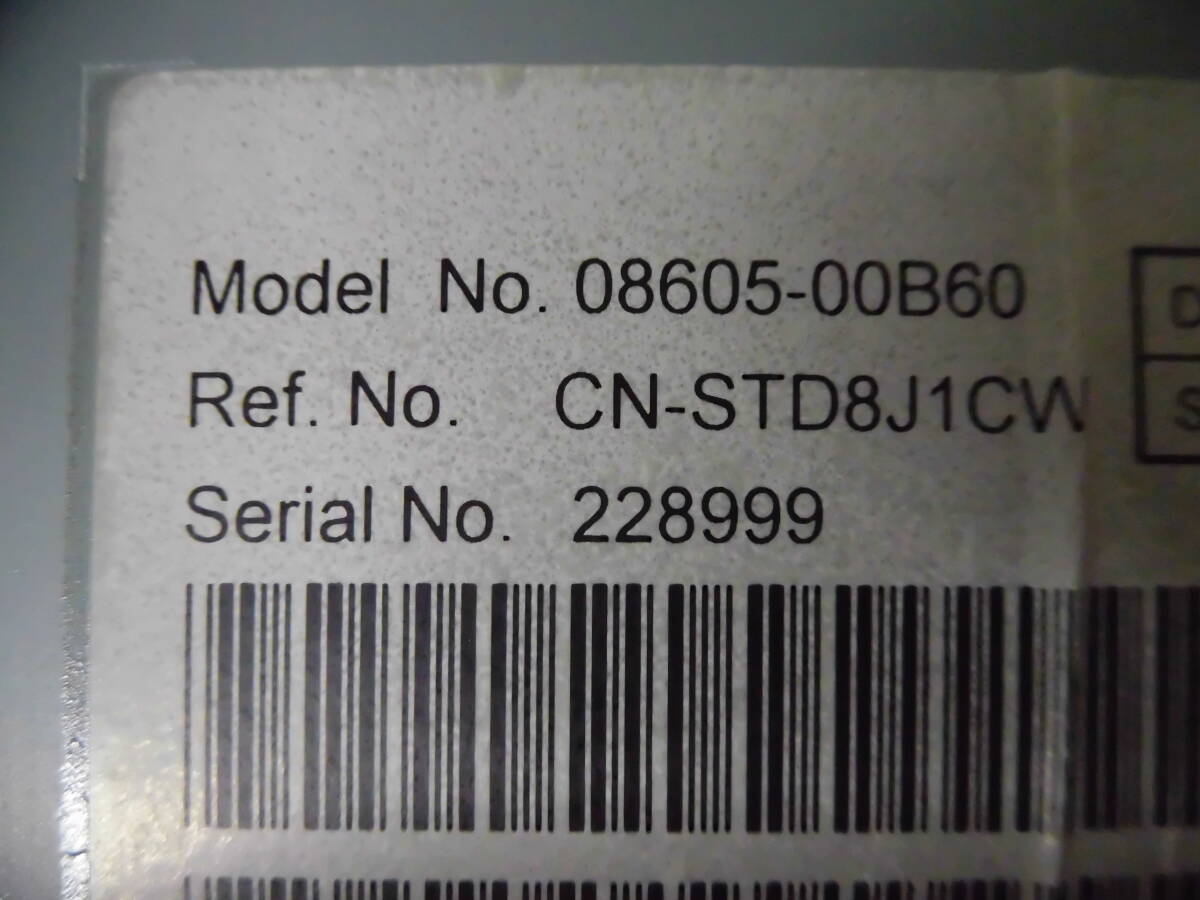 Model No. 08605-00B60
Ref. No. CN-STD8J1CW
Serial No. 228999